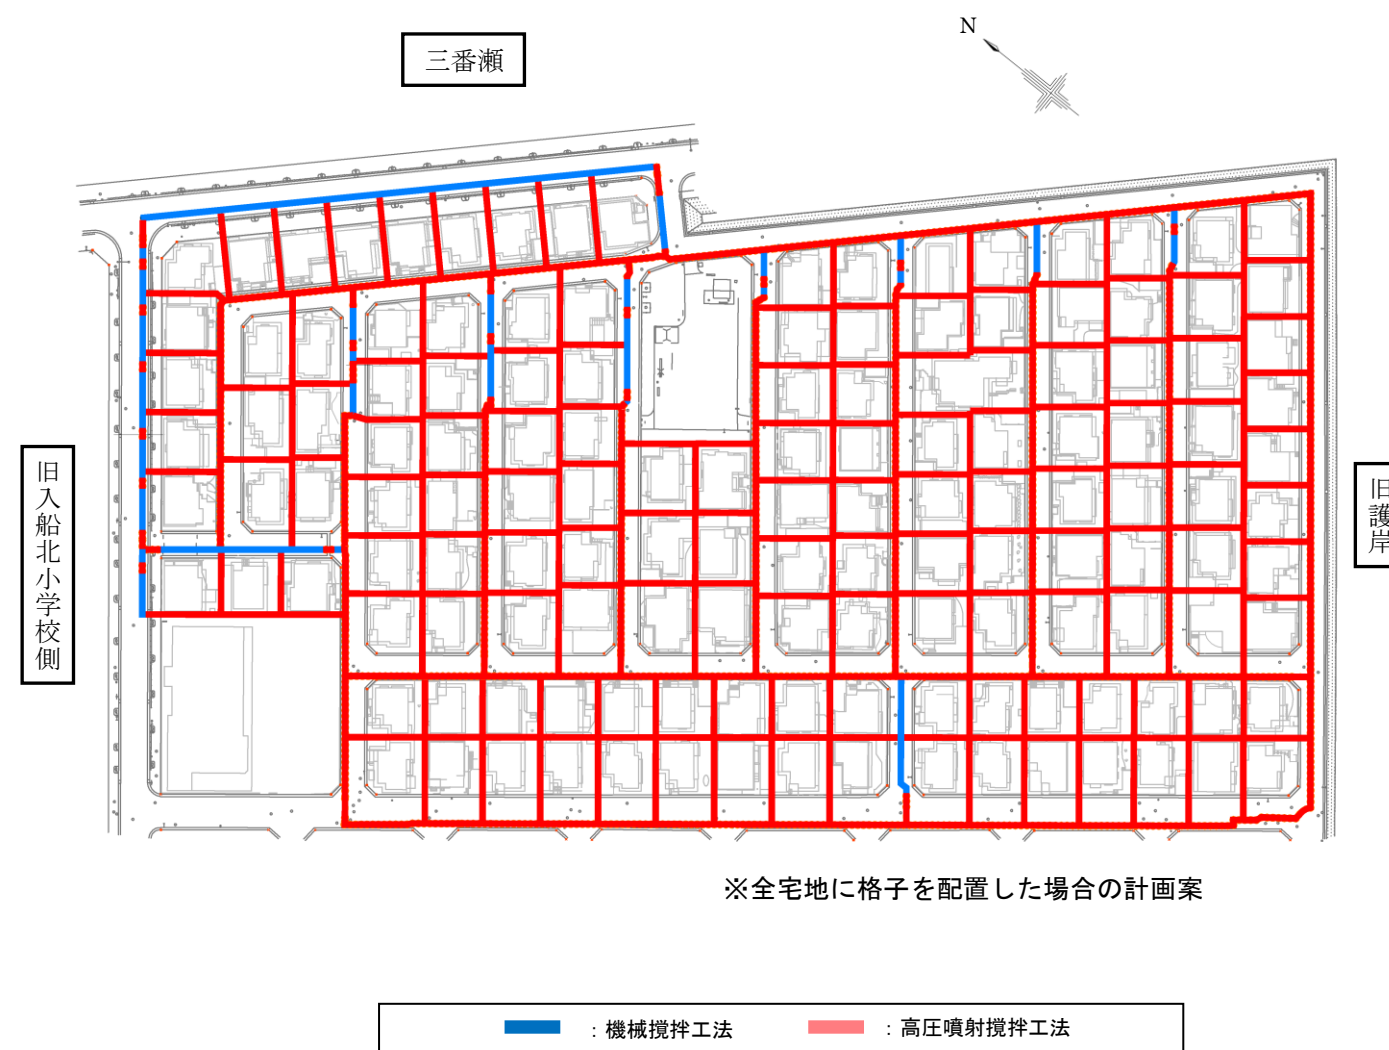 N
三番瀬
旧入船北小学校側
旧護岸
※全宅地に格子を配置した場合の計画案
：機械撹拌工法
：高圧噴射撹拌工法